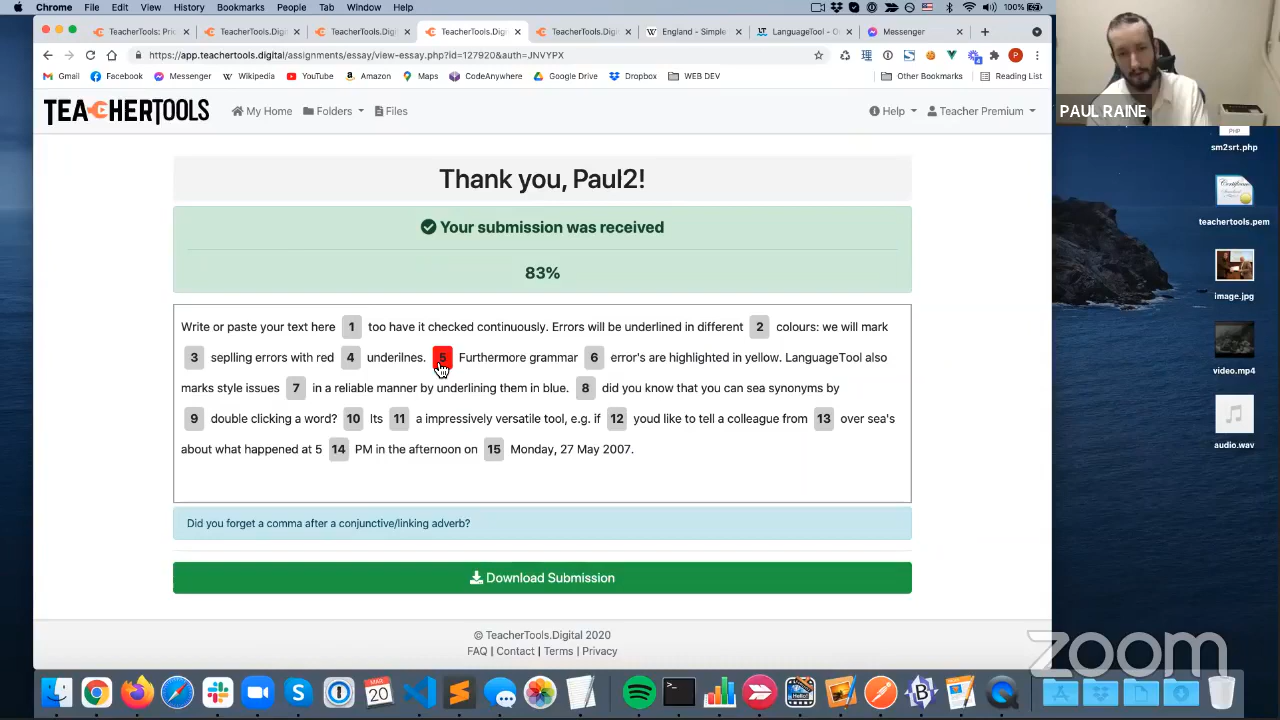 Chrome File Edit View History Bookmarks People Tab Window Help 100%
TeacherTools: Pric TeacherTools.Digi TeacherTools.Digi TeacherTools.Digi TeacherTools.Digi England - Simple LanguageTool - O Messenger
https://app.teachertools.digital/assignments/essay/view-essay.php?id=127920&auth=JNVYPX
Gmail Facebook Messenger Wikipedia YouTube Amazon Maps CodeAnywhere Google Drive Dropbox WEB DEV Other Bookmarks Reading List
TEACHERTOOLS My Home Folders Files Help Teacher Premium
PAUL RAINE
PHP
sm2srt.php
teachertools.pem
image.jpg
video.mp4
audio.wav
Thank you, Paul2!
Your submission was received
83%
Write or paste your text here 1 too have it checked continuously. Errors will be underlined in different 2 colours: we will mark
3 seplling errors with red 4 underilnes. 5 Furthermore grammar 6 error's are highlighted in yellow. LanguageTool also
marks style issues 7 in a reliable manner by underlining them in blue. 8 did you know that you can sea synonyms by
9 double clicking a word? 10 Its 11 a impressively versatile tool, e.g. if 12 youd like to tell a colleague from 13 over sea's
about what happened at 5 14 PM in the afternoon on 15 Monday, 27 May 2007.
Did you forget a comma after a conjunctive/linking adverb?
Download Submission
© TeacherTools.Digital 2020
FAQ | Contact | Terms | Privacy
zoom
MAR
20